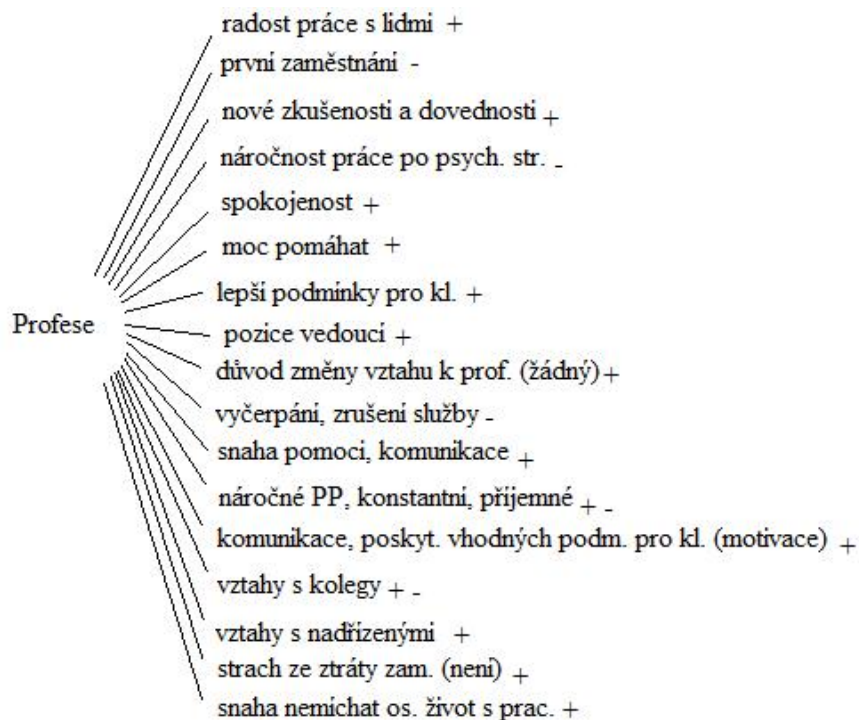 radost práce s lidmi +
první zaměstnání -
nové zkušenosti a dovednosti +
náročnost práce po psych. str. -
spokojenost +
moc pomáhat +
lepší podmínky pro kl. +
Profese
pozice vedoucí +
důvod změny vztahu k prof. (žádný) +
vyčerpání, zrušení služby -
snaha pomoci, komunikace +
náročné PP, konstantní, příjemné + -
komunikace, poskyt. vhodných podm. pro kl. (motivace) +
vztahy s kolegy + -
vztahy s nadřízenými +
strach ze ztráty zam. (není) +
snaha nemíchat os. život s prac. +